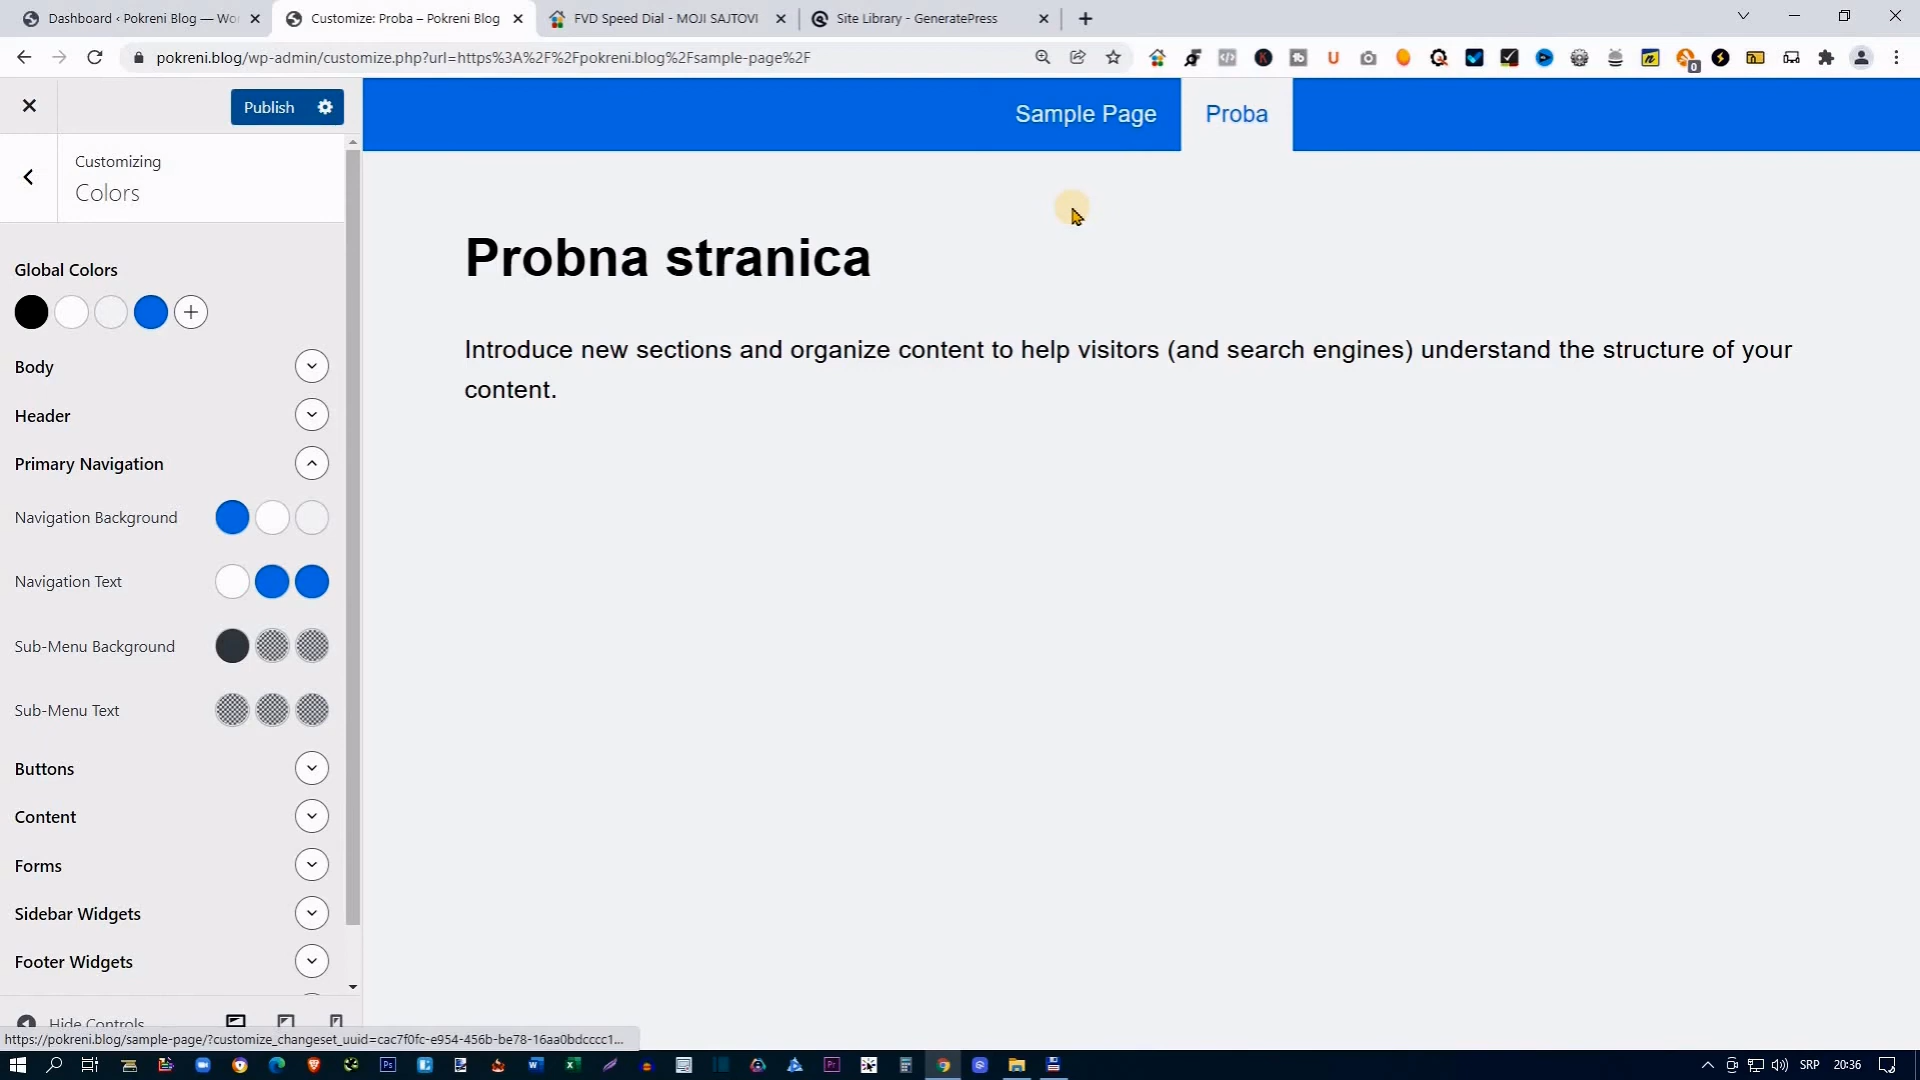 Dashboard ‹ Pokreni Blog — Wo
Customize: Proba – Pokreni Blog
FVD Speed Dial - MOJI SAJTOVI
Site Library - GeneratePress
pokreni.blog/wp-admin/customize.php?url=https%3A%2F%2Fpokreni.blog%2Fsample-page%2F
Publish
Sample Page
Proba
Customizing
Colors
Probna stranica
Global Colors
Introduce new sections and organize content to help visitors (and search engines) understand the structure of your
content.
Body
Header
Primary Navigation
Navigation Background
Navigation Text
Sub-Menu Background
Sub-Menu Text
Buttons
Content
Forms
Sidebar Widgets
Footer Widgets
Hide Controls
https://pokreni.blog/sample-page/?customize_changeset_uuid=cac7f0fc-e954-456b-be78-16aa0bdcccc1...
SRP
20:36